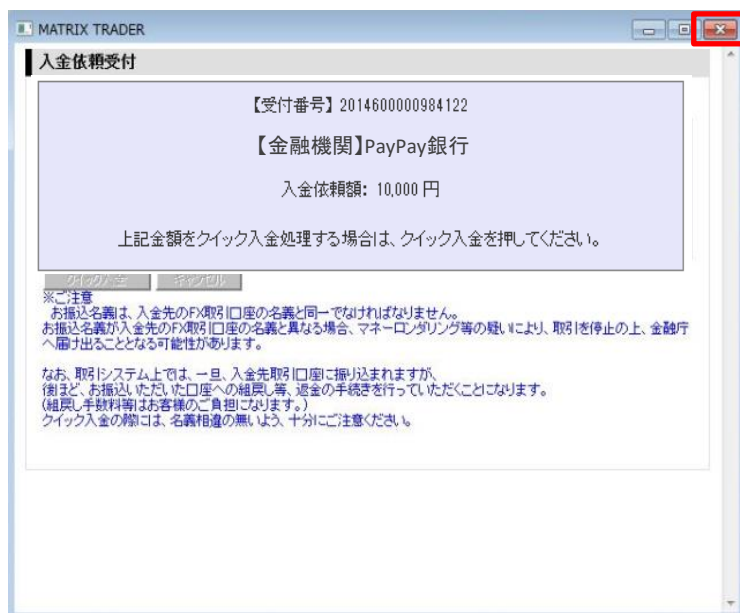 MATRIX TRADER
入金依頼受付
【受付番号】2014600000984122
【金融機関】PayPay銀行
入金依頼額: 10,000 円
上記金額をクイック入金処理する場合は、クイック入金を押してください。
クイック入金 キャンセル
※ご注意
お振込名義は、入金先のFX取引口座の名義と同一でなければなりません。
お振込名義が入金先のFX取引口座の名義と異なる場合、マネーロンダリング等の疑いにより、取引を停止の上、金融庁
へ届け出ることとなる可能性があります。
なお、取引システム上では、一旦、入金先取引口座に振り込まれますが、
後ほど、お振込いただいた口座への組戻し等、返金の手続きを行っていただくことになります。
(組戻し手数料等はお客様のご負担になります。)
クイック入金の際には、名義相違の無いよう、十分にご注意ください。